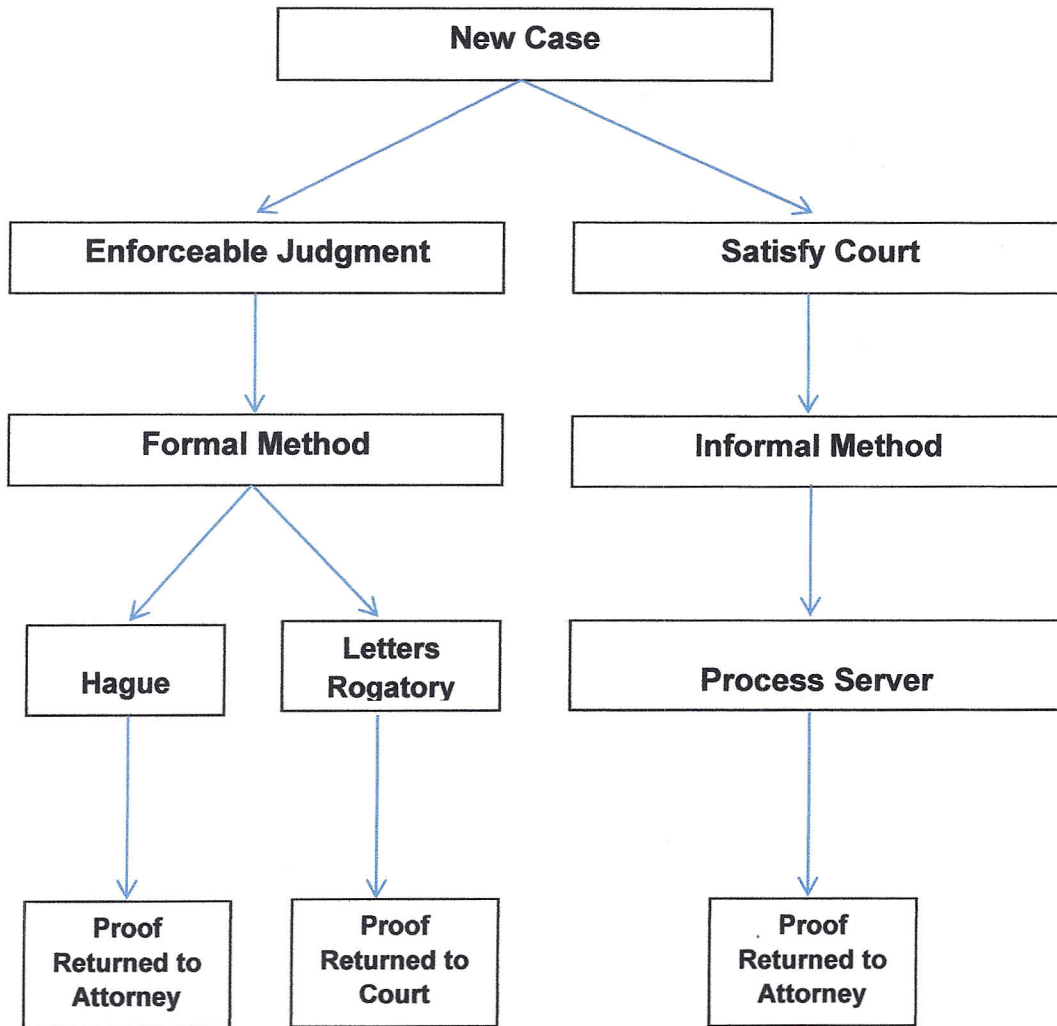 New Case
Enforceable Judgment
Satisfy Court
Formal Method
Informal Method
Hague
Letters
Rogatory
Process Server
Proof
Returned to
Attorney
Proof
Returned to
Court
Proof
Returned to
Attorney